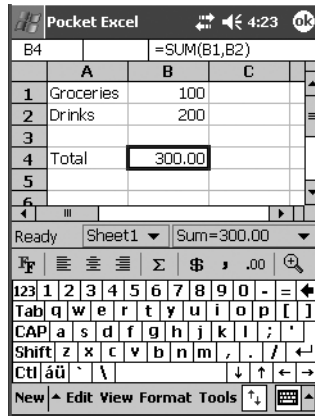 Pocket Excel 4:23 ok
B4 =SUM(B1,B2)
A B C
1 Groceries 100
2 Drinks 200
3
4 Total 300.00
5
6
Ready Sheet1 Sum=300.00
FF Σ $ , .00
123 1 2 3 4 5 6 7 8 9 0 - =
Tab q w e r t y u i o p [ ]
CAP a s d f g h j k l ; '
Shift z x c v b n m , . /
Ctl áü ` \ ↓ ↑ ← →
New Edit View Format Tools